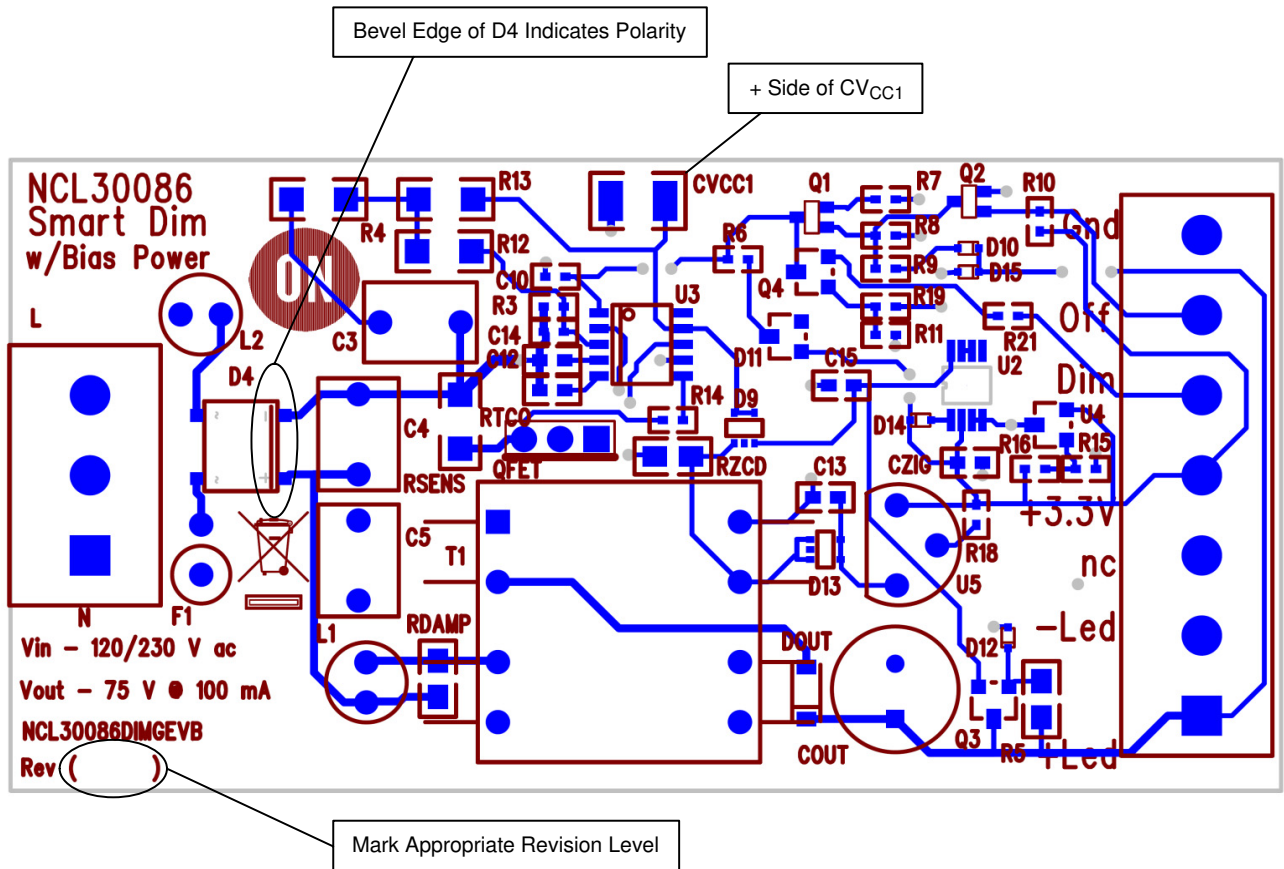 Bevel Edge of D4 Indicates Polarity
+ Side of CVCC1
NCL30086
Smart Dim
w/Bias Power
ON
L
L2
D4
~
~
+
R4
R13
R12
CVCC1
C10
R3
C14
C12
C3
U3
R6
Q1
R7
Q2
R10
R8
R9
D10
D15
Q4
R19
R11
D11
R21
U2
C15
D14
U4
R16
R15
CZIG
C4
RTCO
R14
D9
QFET
RZCD
RSENS
C5
T1
C13
D13
U5
R18
Gnd
Off
Dim
+3.3V
nc
-Led
+Led
N
F1
L1
RDAMP
DOUT
COUT
D12
Q3
R5
Vin - 120/230 V ac
Vout - 75 V @ 100 mA
NCL30086DIMGEVB
Rev ( )
Mark Appropriate Revision Level